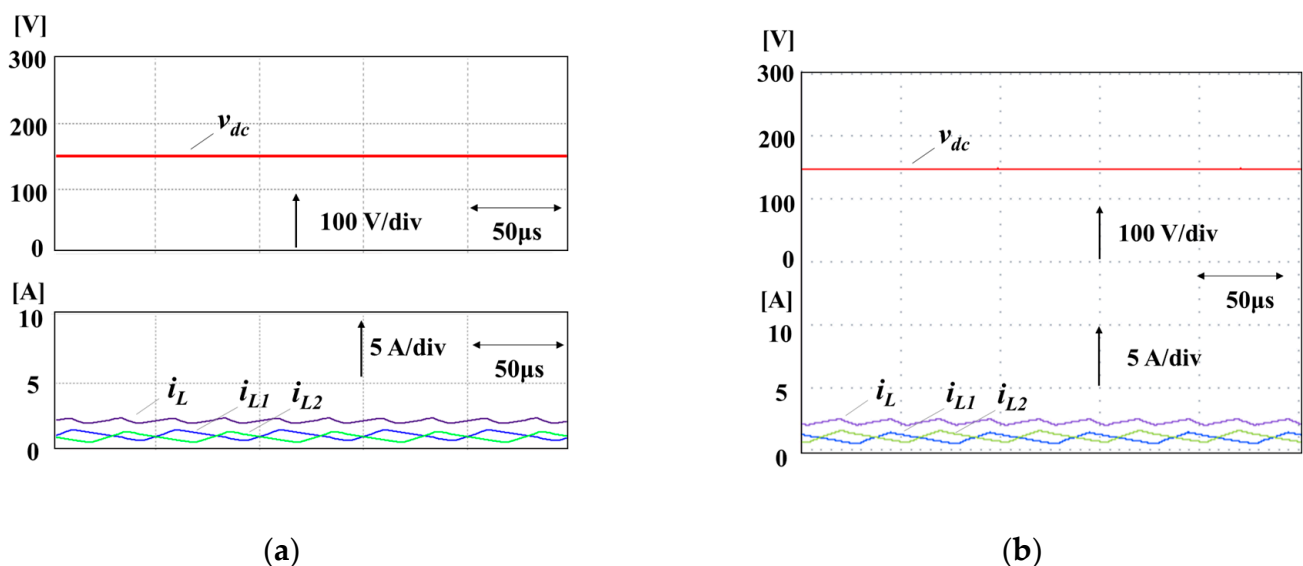 [V]
300
200
100
0
v_dc
100 V/div
50μs
[A]
10
5
0
5 A/div
50μs
i_L
i_L1
i_L2
(a)
[V]
300
200
100
0
v_dc
100 V/div
50μs
[A]
10
5
0
5 A/div
i_L
i_L1
i_L2
(b)